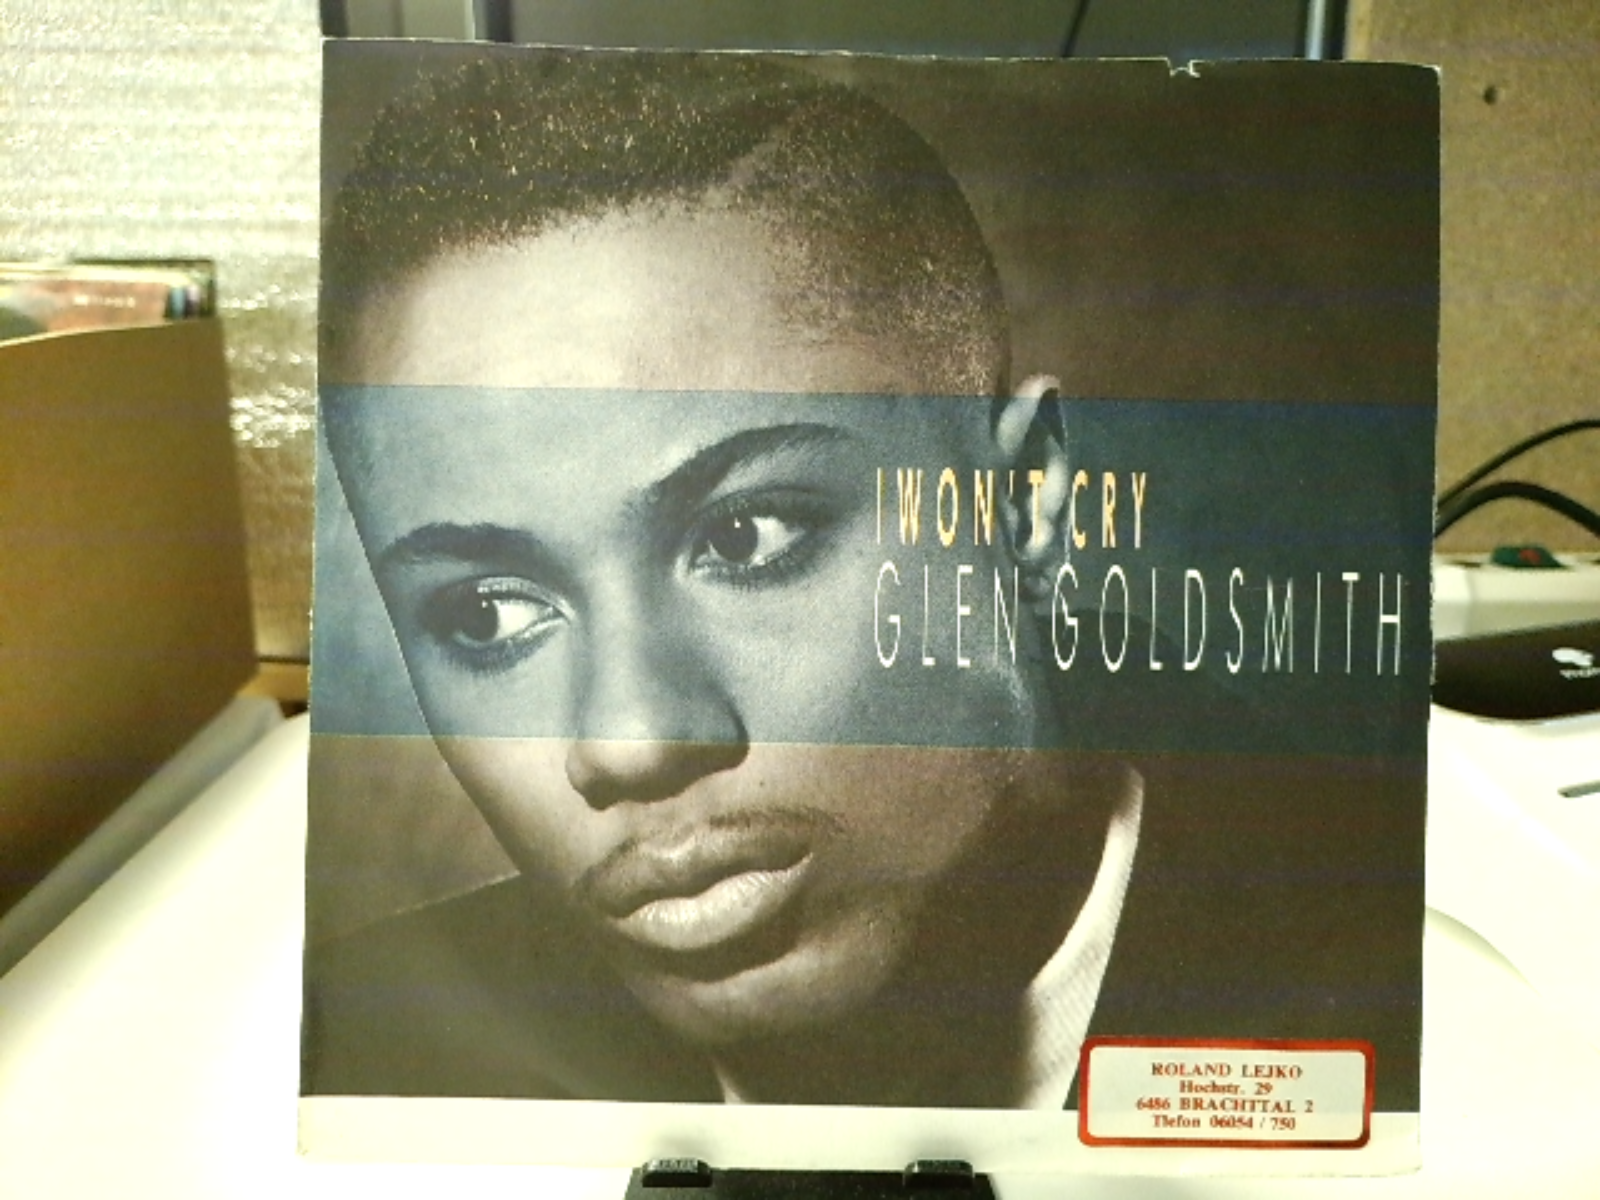 I WON'T CRY
GLEN GOLDSMITH
ROLAND LEJKO
Hochstr. 29
6486 BRACHTTAL 2
Tlefon 06054 / 750